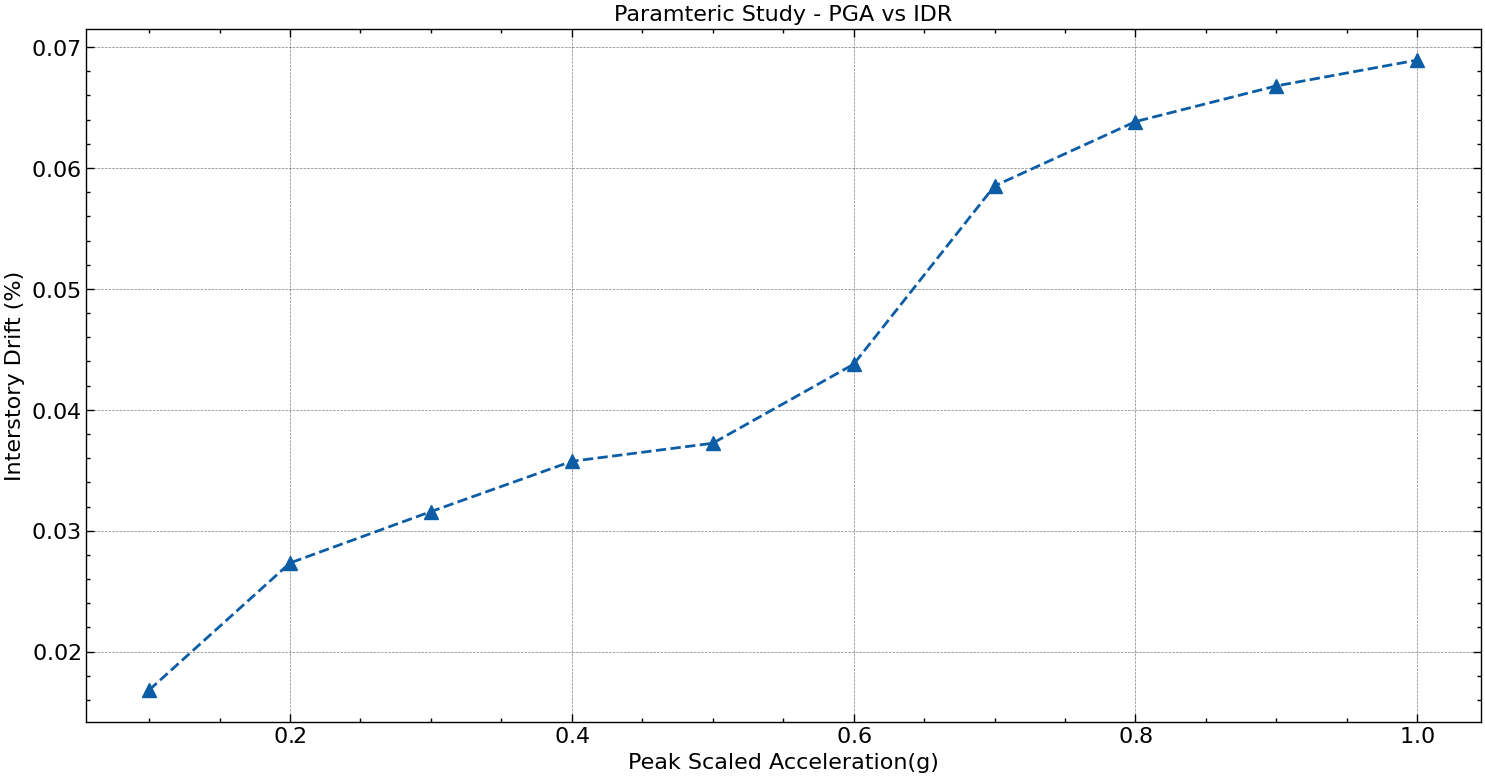 Paramteric Study - PGA vs IDR
0.07
0.06
0.05
0.04
0.03
0.02
Interstory Drift (%)
0.2 0.4 0.6 0.8 1.0
Peak Scaled Acceleration(g)